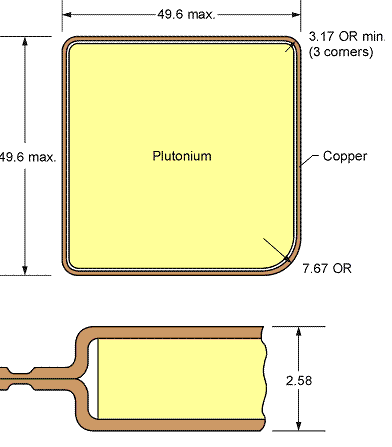 49.6 max.
3.17 OR min.
(3 corners)
49.6 max.
Plutonium
Copper
7.67 OR
2.58